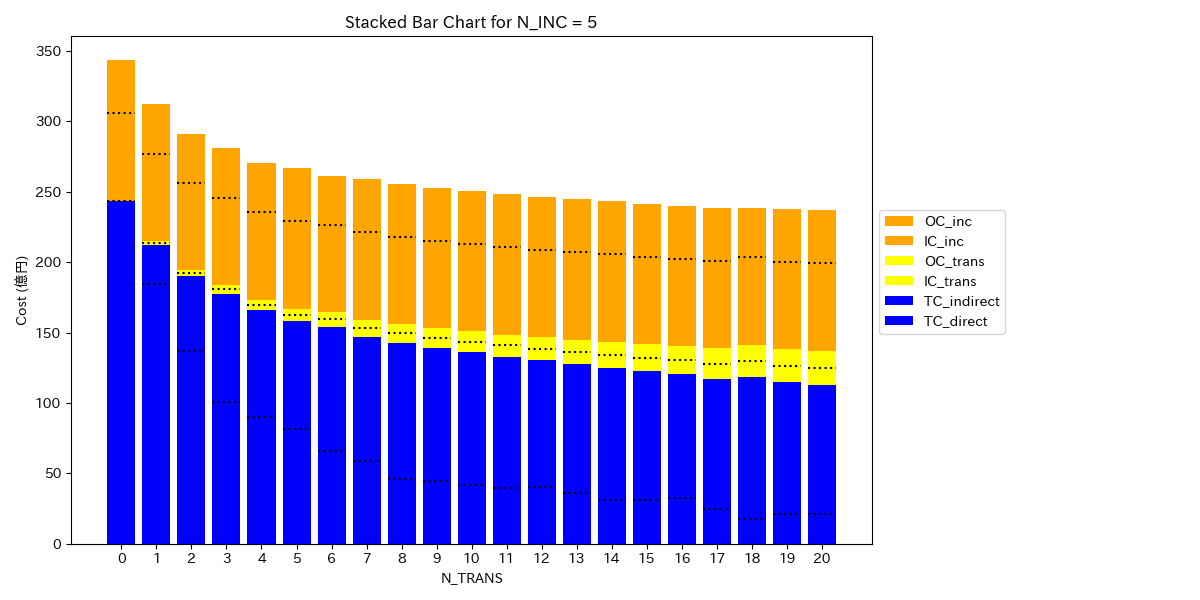 Stacked Bar Chart for N_INC = 5
Cost (億円)
350
300
250
200
150
100
50
0
0 1 2 3 4 5 6 7 8 9 10 11 12 13 14 15 16 17 18 19 20
N_TRANS
OC_inc
IC_inc
OC_trans
IC_trans
TC_indirect
TC_direct